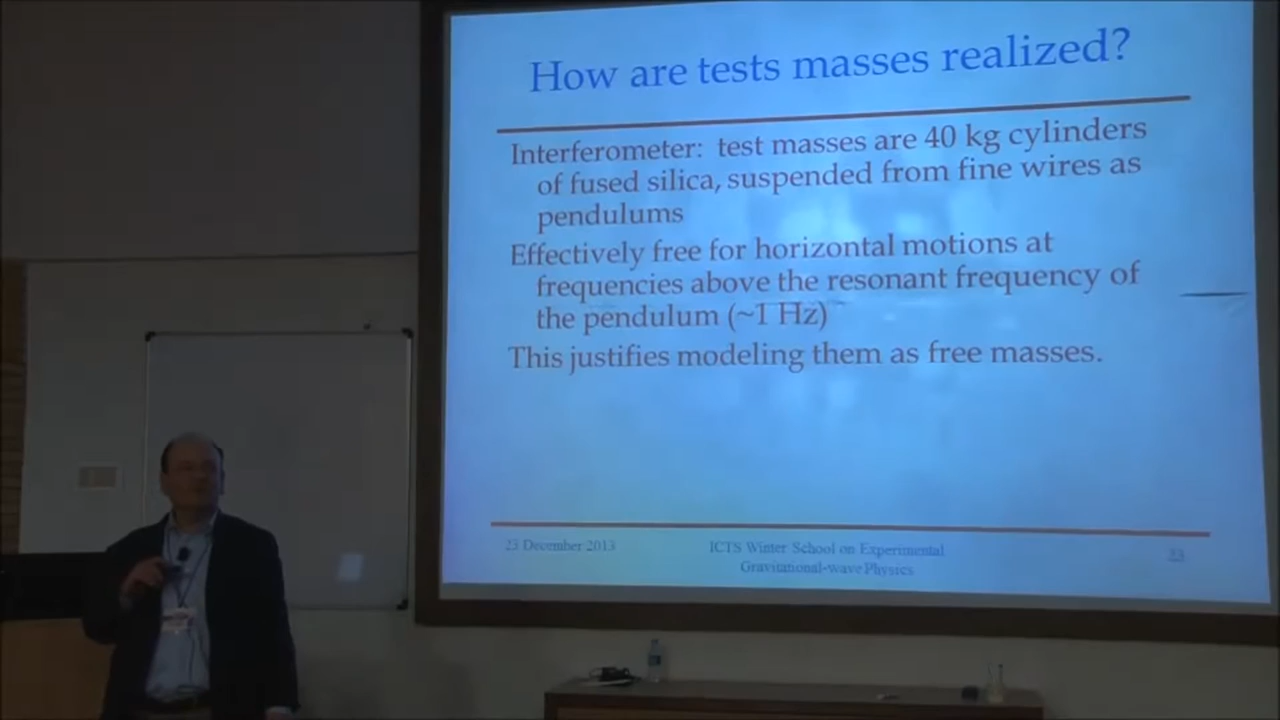 How are tests masses realized?
Interferometer: test masses are 40 kg cylinders
of fused silica, suspended from fine wires as
pendulums
Effectively free for horizontal motions at
frequencies above the resonant frequency of
the pendulum (~1 Hz)
This justifies modeling them as free masses.
23 December 2013
ICTS Winter School on Experimental
Gravitational-wave Physics
23